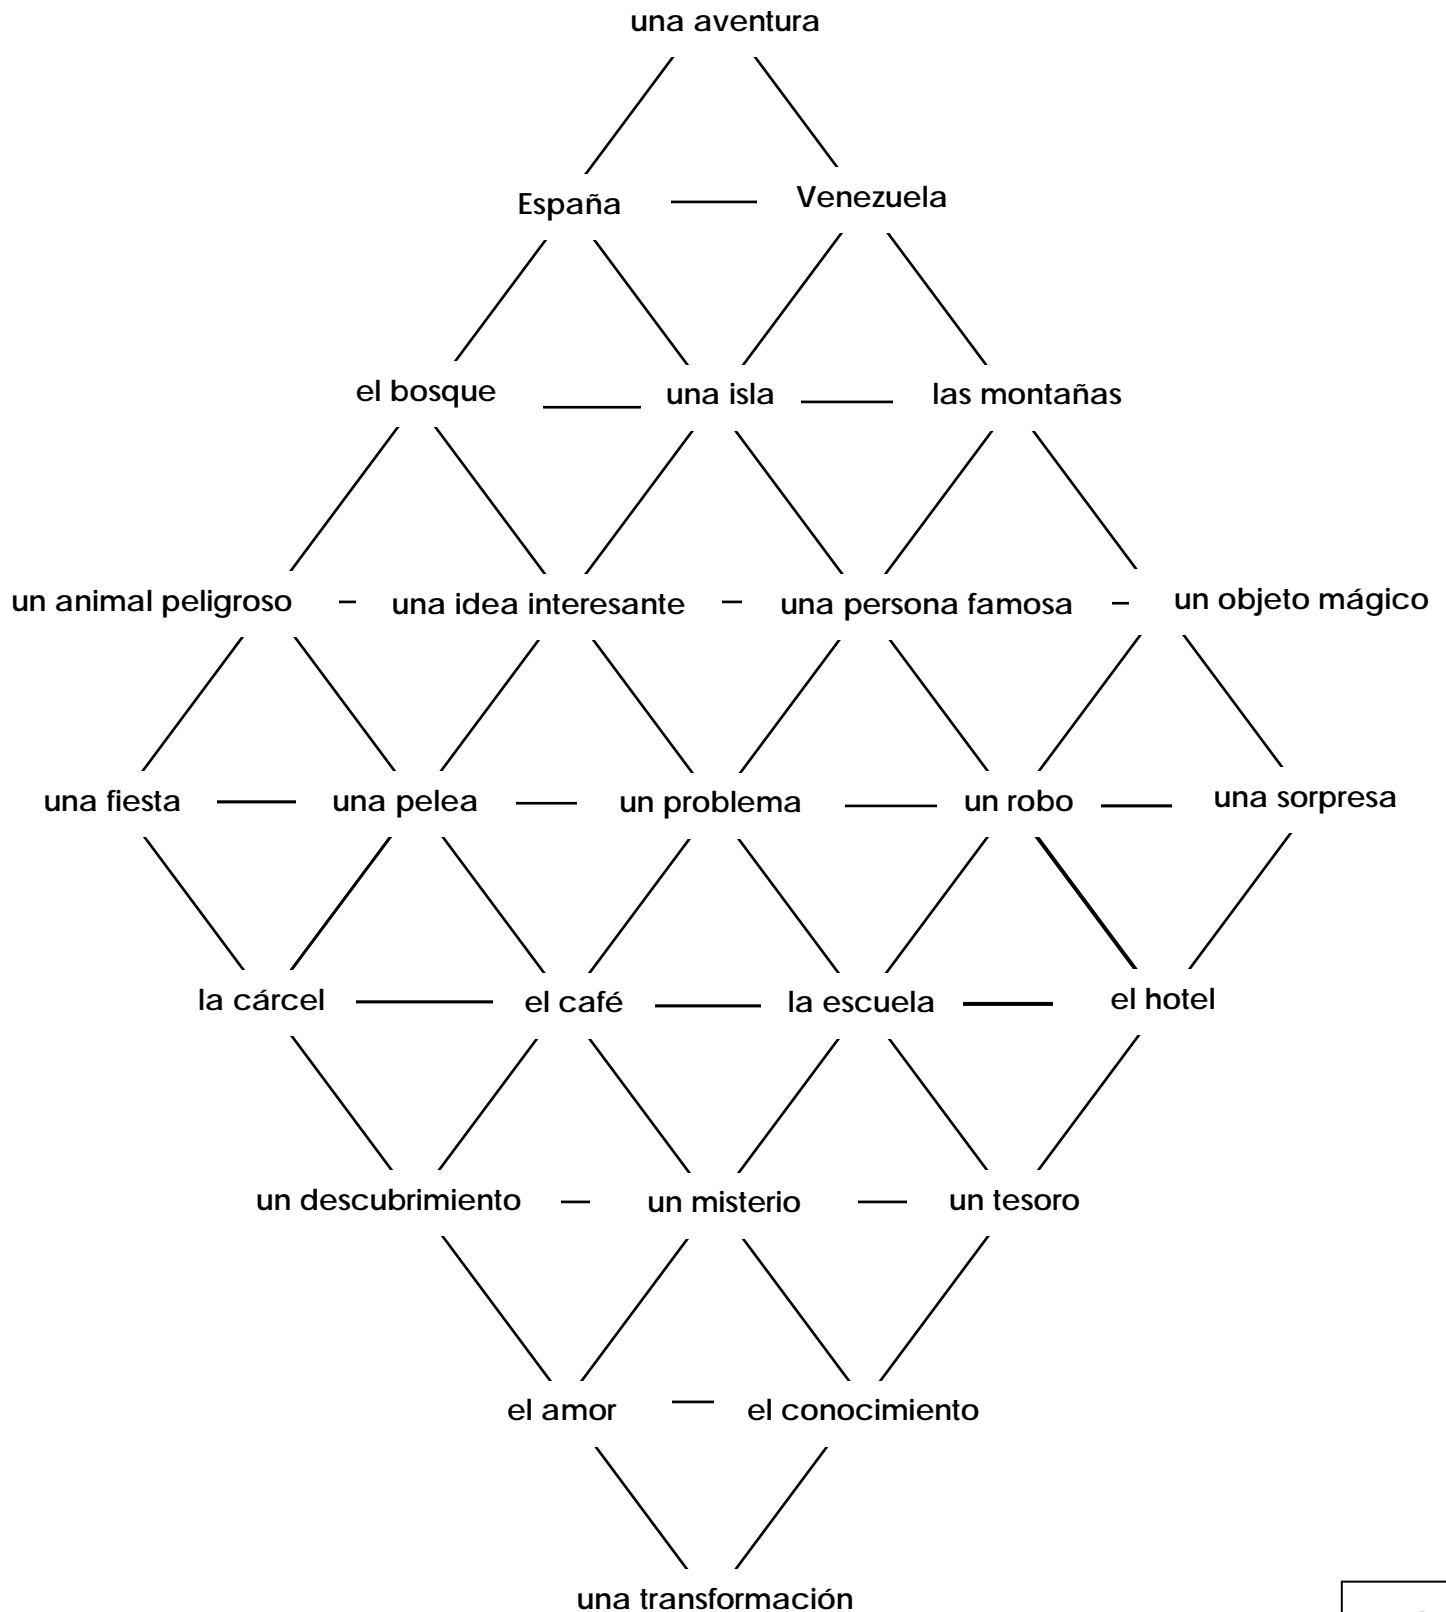 una aventura
España Venezuela
el bosque una isla las montañas
un animal peligroso una idea interesante una persona famosa un objeto mágico
una fiesta una pelea un problema un robo una sorpresa
la cárcel el café la escuela el hotel
un descubrimiento un misterio un tesoro
el amor el conocimiento
una transformación